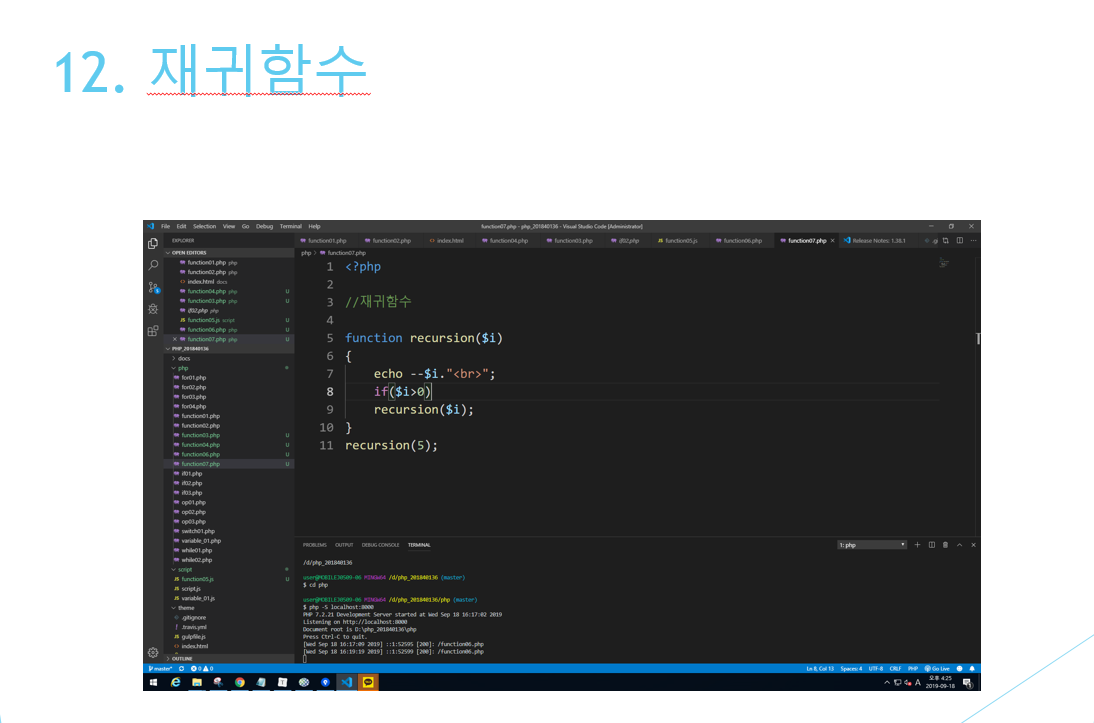 12. 재귀함수
File Edit Selection View Go Debug Terminal Help
function07.php - php_201840136 - Visual Studio Code [Administrator]
EXPLORER
function01.php function02.php index.html function04.php function03.php if02.php function05.js function06.php function07.php Release Notes: 1.38.1
OPEN EDITORS
function01.php php
function02.php php
index.html docs
function04.php php U
function03.php php U
if02.php php
function05.js script U
function06.php php U
function07.php php U
PHP_201840136
docs
php
for01.php
for02.php
for03.php
for04.php
function01.php
function02.php
function03.php U
function04.php U
function06.php U
function07.php U
if01.php
if02.php
if03.php
op01.php
op02.php
op03.php
switch01.php
variable_01.php
while01.php
while02.php
script
function05.js U
script.js
variable_01.js
theme
.gitignore
.travis.yml
gulpfile.js
index.html
OUTLINE
php > function07.php
1 <?php
2
3 //재귀함수
4
5 function recursion($i)
6 {
7 echo --$i."<br>";
8 if($i>0)
9 recursion($i);
10 }
11 recursion(5);
PROBLEMS OUTPUT DEBUG CONSOLE TERMINAL
1: php
/d/php_201840136
user@MOBILE30509-06 MINGW64 /d/php_201840136 (master)
$ cd php
user@MOBILE30509-06 MINGW64 /d/php_201840136/php (master)
$ php -S localhost:8000
PHP 7.2.21 Development Server started at Wed Sep 18 16:17:02 2019
Listening on http://localhost:8000
Document root is D:\php_201840136\php
Press Ctrl-C to quit.
[Wed Sep 18 16:17:09 2019] ::1:52595 [200]: /function06.php
[Wed Sep 18 16:19:19 2019] ::1:52599 [200]: /function06.php
master* 0 0 Ln 8, Col 13 Spaces: 4 UTF-8 CRLF PHP Go Live
A 오후 4:25
2019-09-18